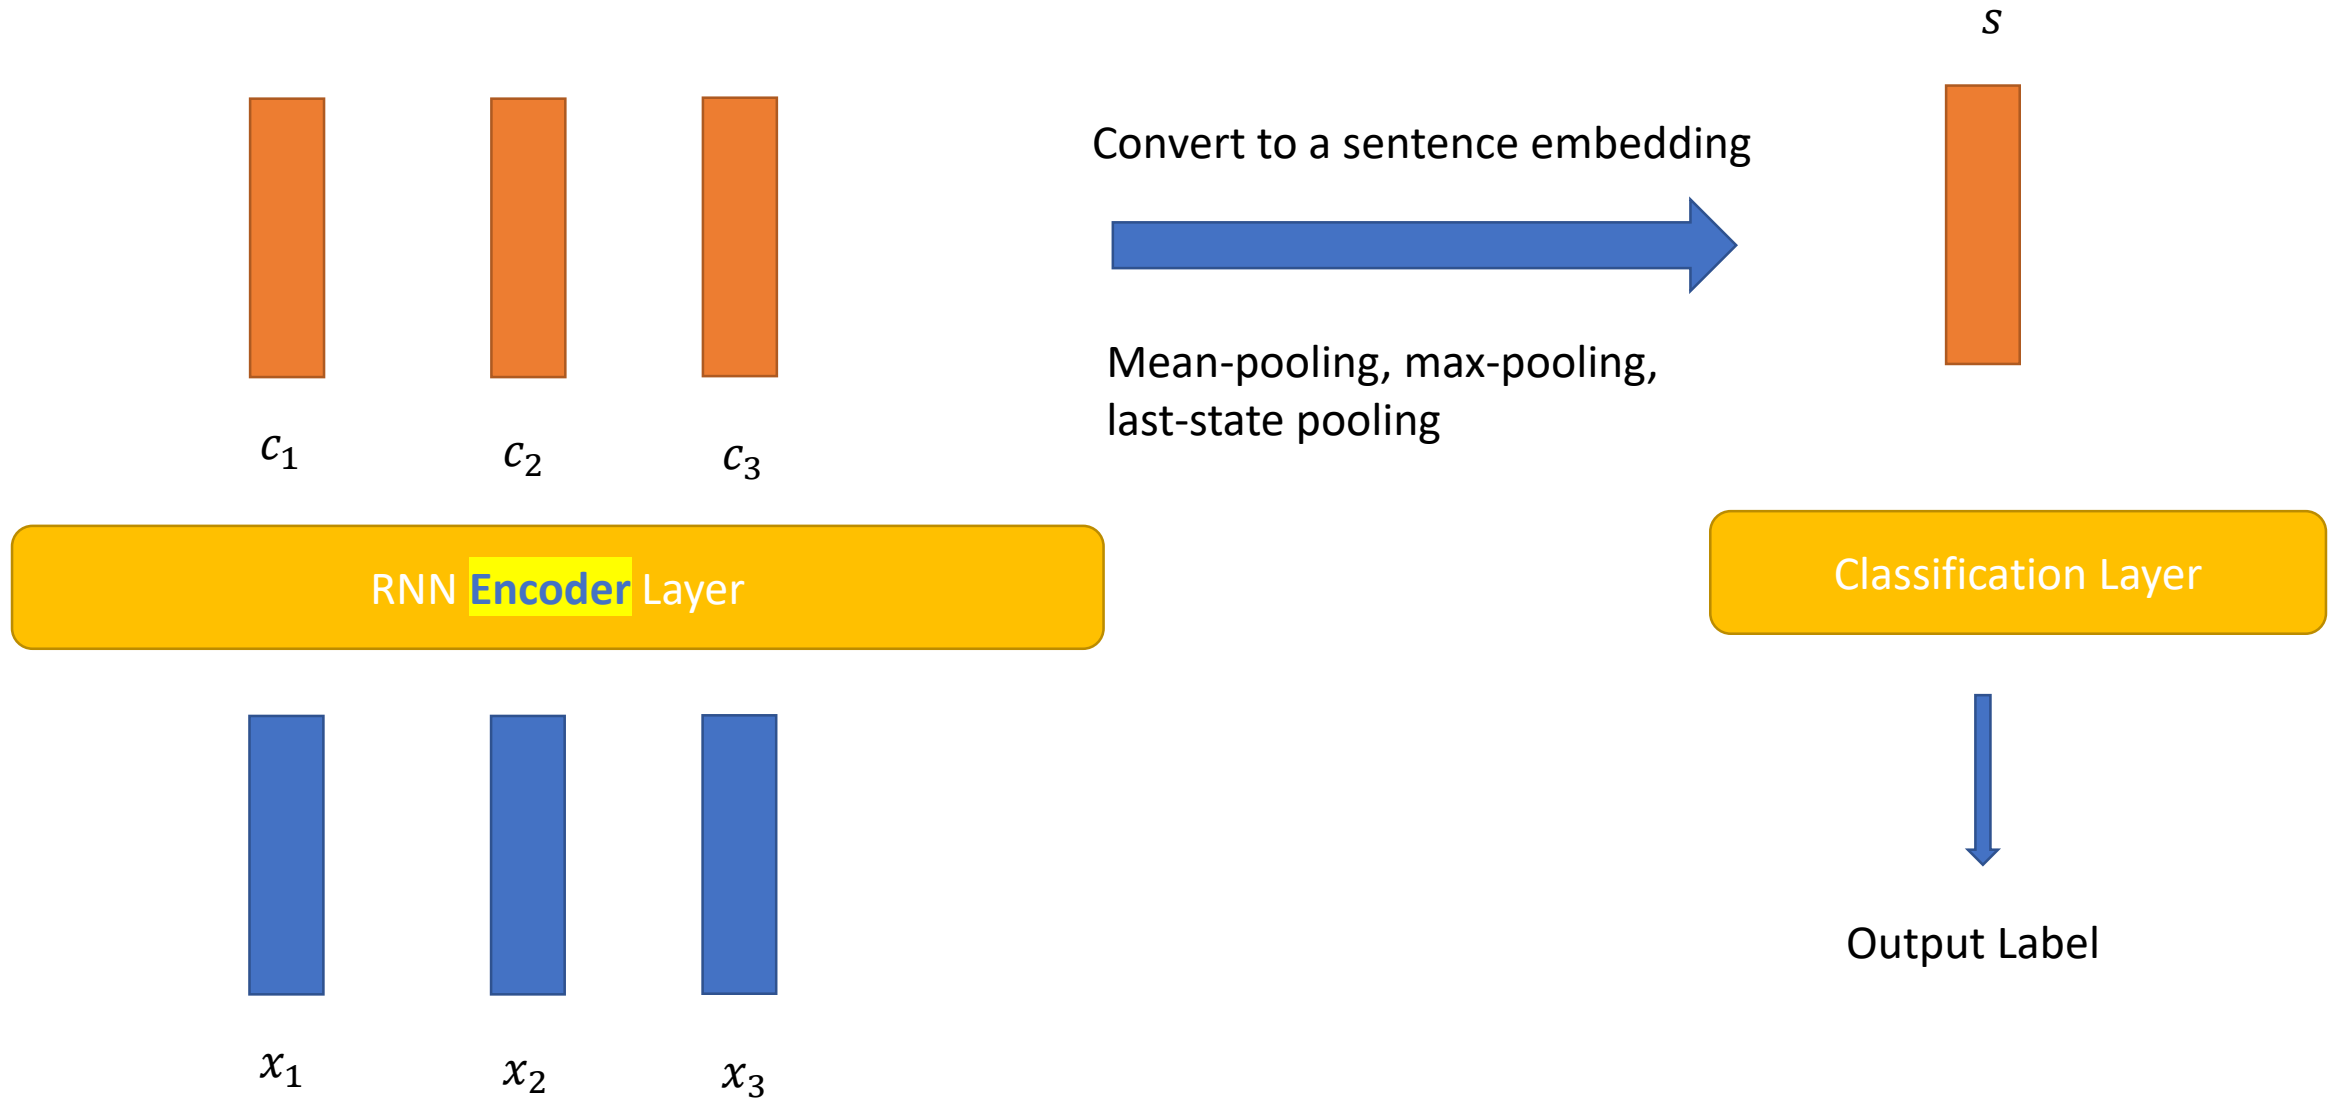 s
Convert to a sentence embedding
Mean-pooling, max-pooling,
last-state pooling
c₁ c₂ c₃
RNN Encoder Layer
Classification Layer
Output Label
x₁ x₂ x₃